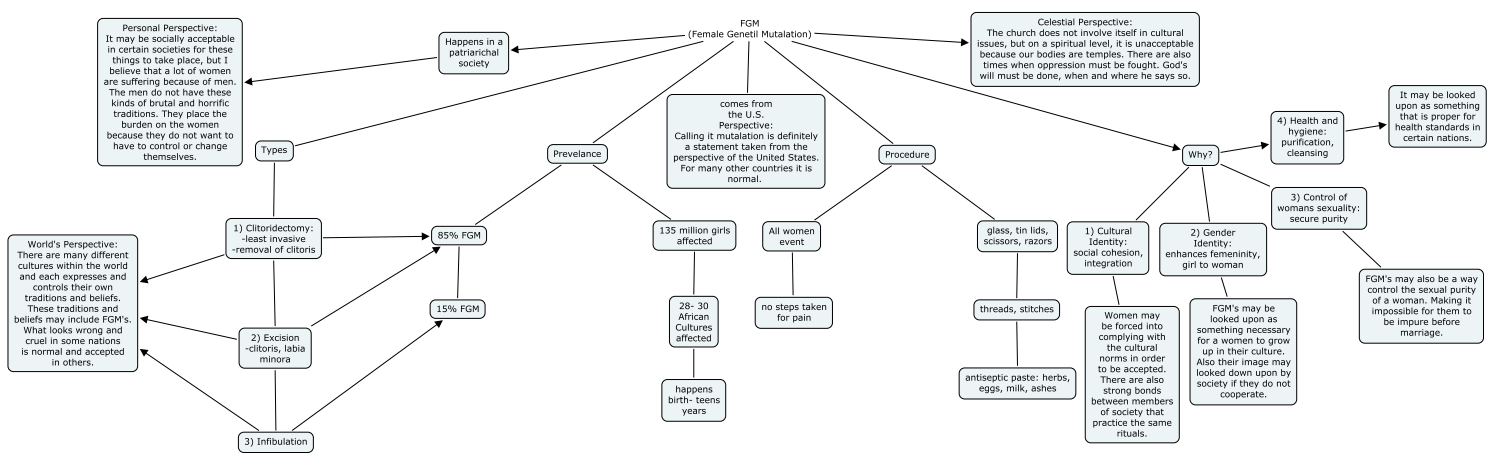 FGM
(Female Genetil Mutalation)
Personal Perspective:
It may be socially acceptable
in certain societies for these
things to take place, but I
believe that a lot of women
are suffering because of men.
The men do not have these
kinds of brutal and horrific
traditions. They place the
burden on the women
because they do not want to
have to control or change
themselves.
Happens in a
patriarichal
society
Celestial Perspective:
The church does not involve itself in cultural
issues, but on a spiritual level, it is unacceptable
because our bodies are temples. There are also
times when oppression must be fought. God's
will must be done, when and where he says so.
comes from
the U.S.
Perspective:
Calling it mutalation is definitely
a statement taken from the
perspective of the United States.
For many other countries it is
normal.
Types
Prevelance
Procedure
Why?
4) Health and
hygiene:
purification,
cleansing
It may be looked
upon as something
that is proper for
health standards in
certain nations.
1) Clitoridectomy:
-least invasive
-removal of clitoris
85% FGM
135 million girls
affected
All women
event
glass, tin lids,
scissors, razors
1) Cultural
Identity:
social cohesion,
integration
2) Gender
Identity:
enhances femeninity,
girl to woman
3) Control of
womans sexuality:
secure purity
World's Perspective:
There are many different
cultures within the world
and each expresses and
controls their own
traditions and beliefs.
These traditions and
beliefs may include FGM's.
What looks wrong and
cruel in some nations
is normal and accepted
in others.
2) Excision
-clitoris, labia
minora
15% FGM
28- 30
African
Cultures
affected
no steps taken
for pain
threads, stitches
Women may
be forced into
complying with
the cultural
norms in order
to be accepted.
There are also
strong bonds
between members
of society that
practice the same
rituals.
FGM's may be
looked upon as
something necessary
for a women to grow
up in their culture.
Also their image may
looked down upon by
society if they do not
cooperate.
FGM's may also be a way
control the sexual purity
of a woman. Making it
impossible for them to
be impure before
marriage.
3) Infibulation
happens
birth- teens
years
antiseptic paste: herbs,
eggs, milk, ashes